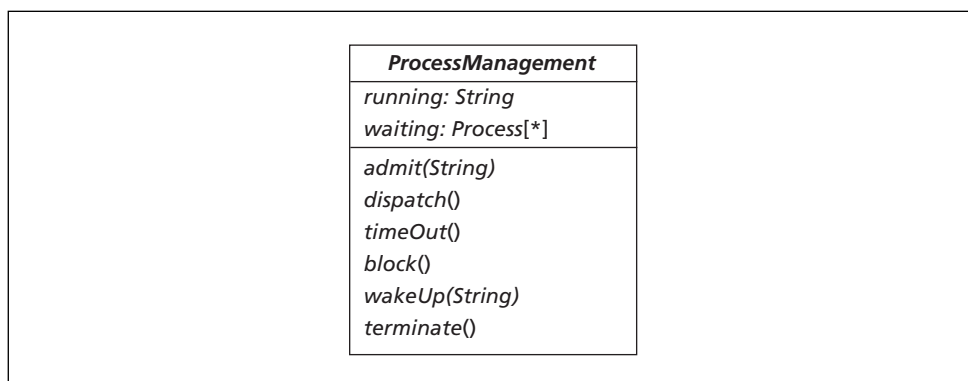 ProcessManagement
running: String
waiting: Process[*]
admit(String)
dispatch()
timeOut()
block()
wakeUp(String)
terminate()